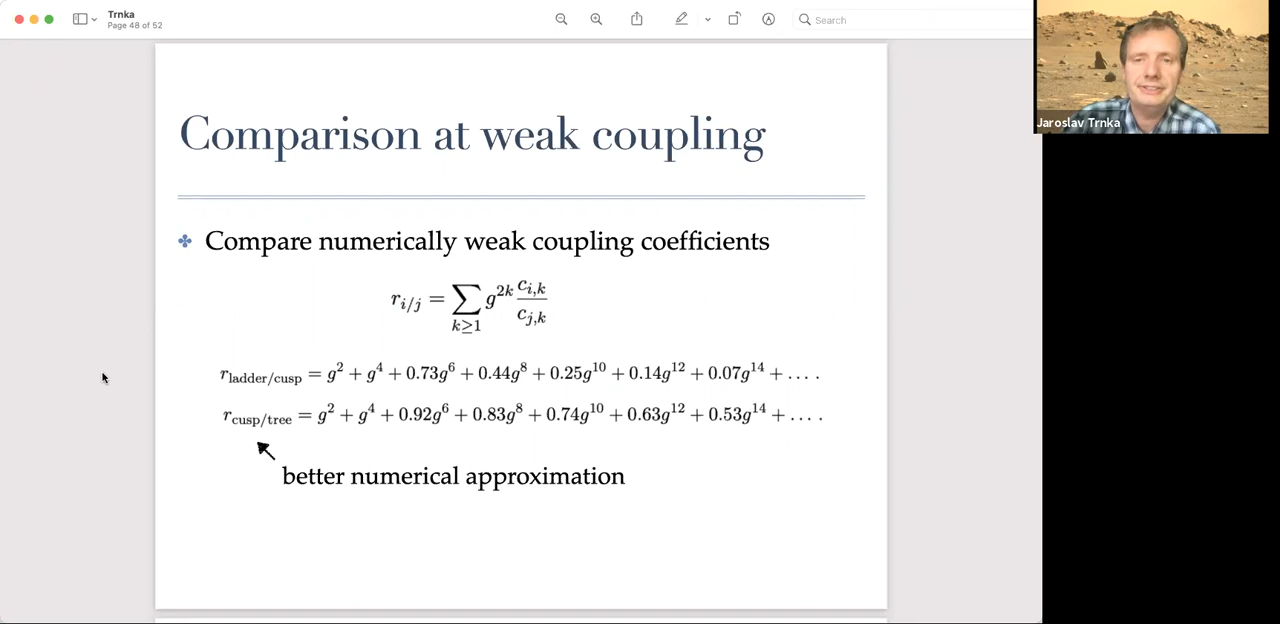 Trnka
Page 48 of 52
Search
Jaroslav Trnka
Comparison at weak coupling
Compare numerically weak coupling coefficients
r_{i/j} = \sum_{k≥1} g^{2k} \frac{c_{i,k}}{c_{j,k}}
r_{ladder/cusp} = g^2 + g^4 + 0.73g^6 + 0.44g^8 + 0.25g^{10} + 0.14g^{12} + 0.07g^{14} + ....
r_{cusp/tree} = g^2 + g^4 + 0.92g^6 + 0.83g^8 + 0.74g^{10} + 0.63g^{12} + 0.53g^{14} + ....
better numerical approximation